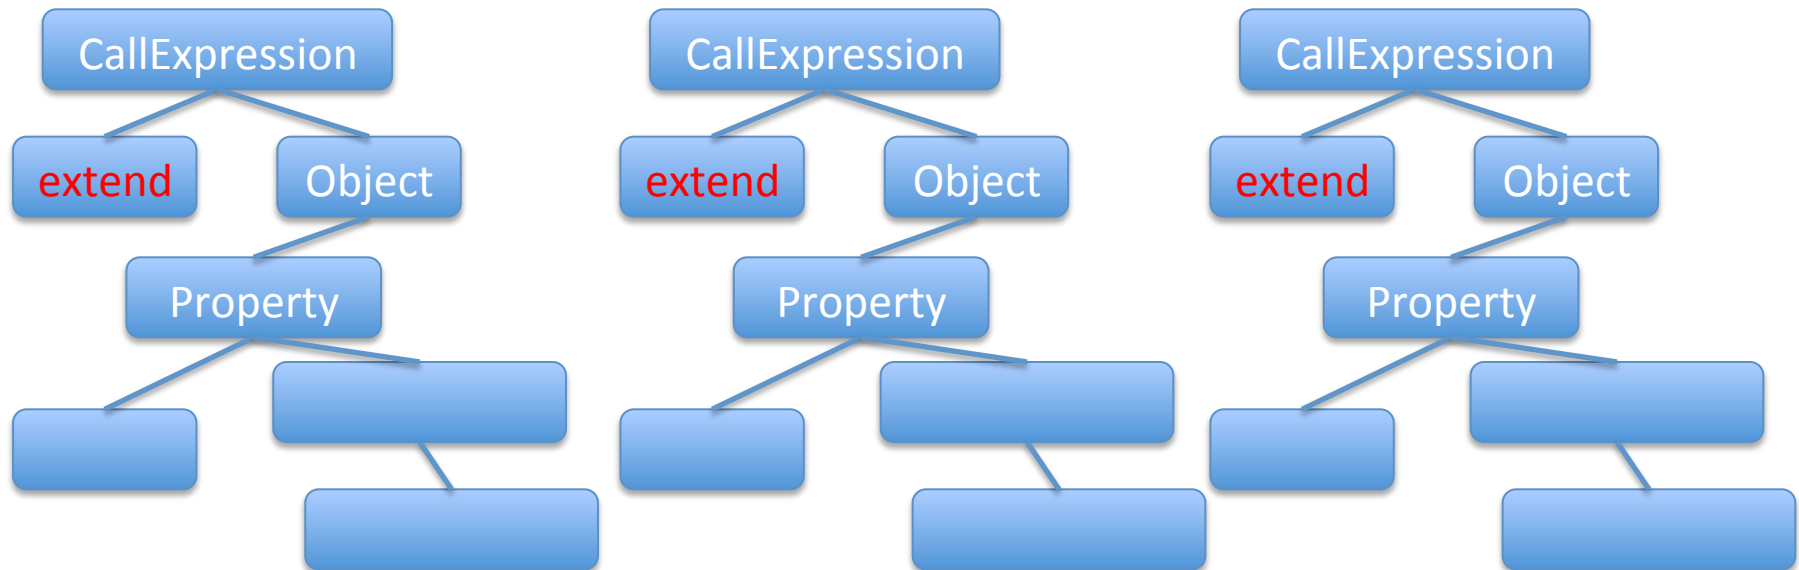 CallExpression CallExpression CallExpression
extend Object extend Object extend Object
Property Property Property